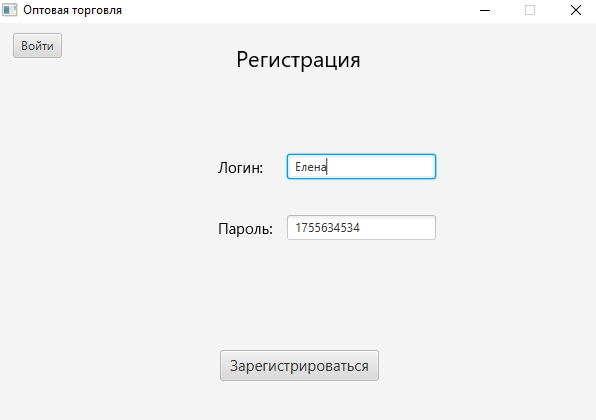 Оптовая торговля
Войти
Регистрация
Логин: Елена
Пароль: 1755634534
Зарегистрироваться